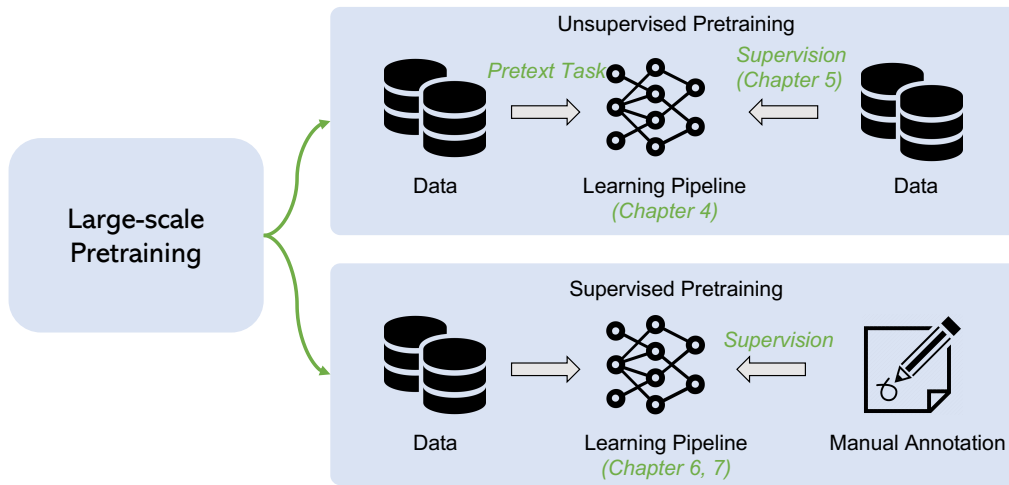 Large-scale
Pretraining
Unsupervised Pretraining
Pretext Task
Supervision
(Chapter 5)
Data
Learning Pipeline
(Chapter 4)
Data
Supervised Pretraining
Supervision
Data
Learning Pipeline
(Chapter 6, 7)
Manual Annotation